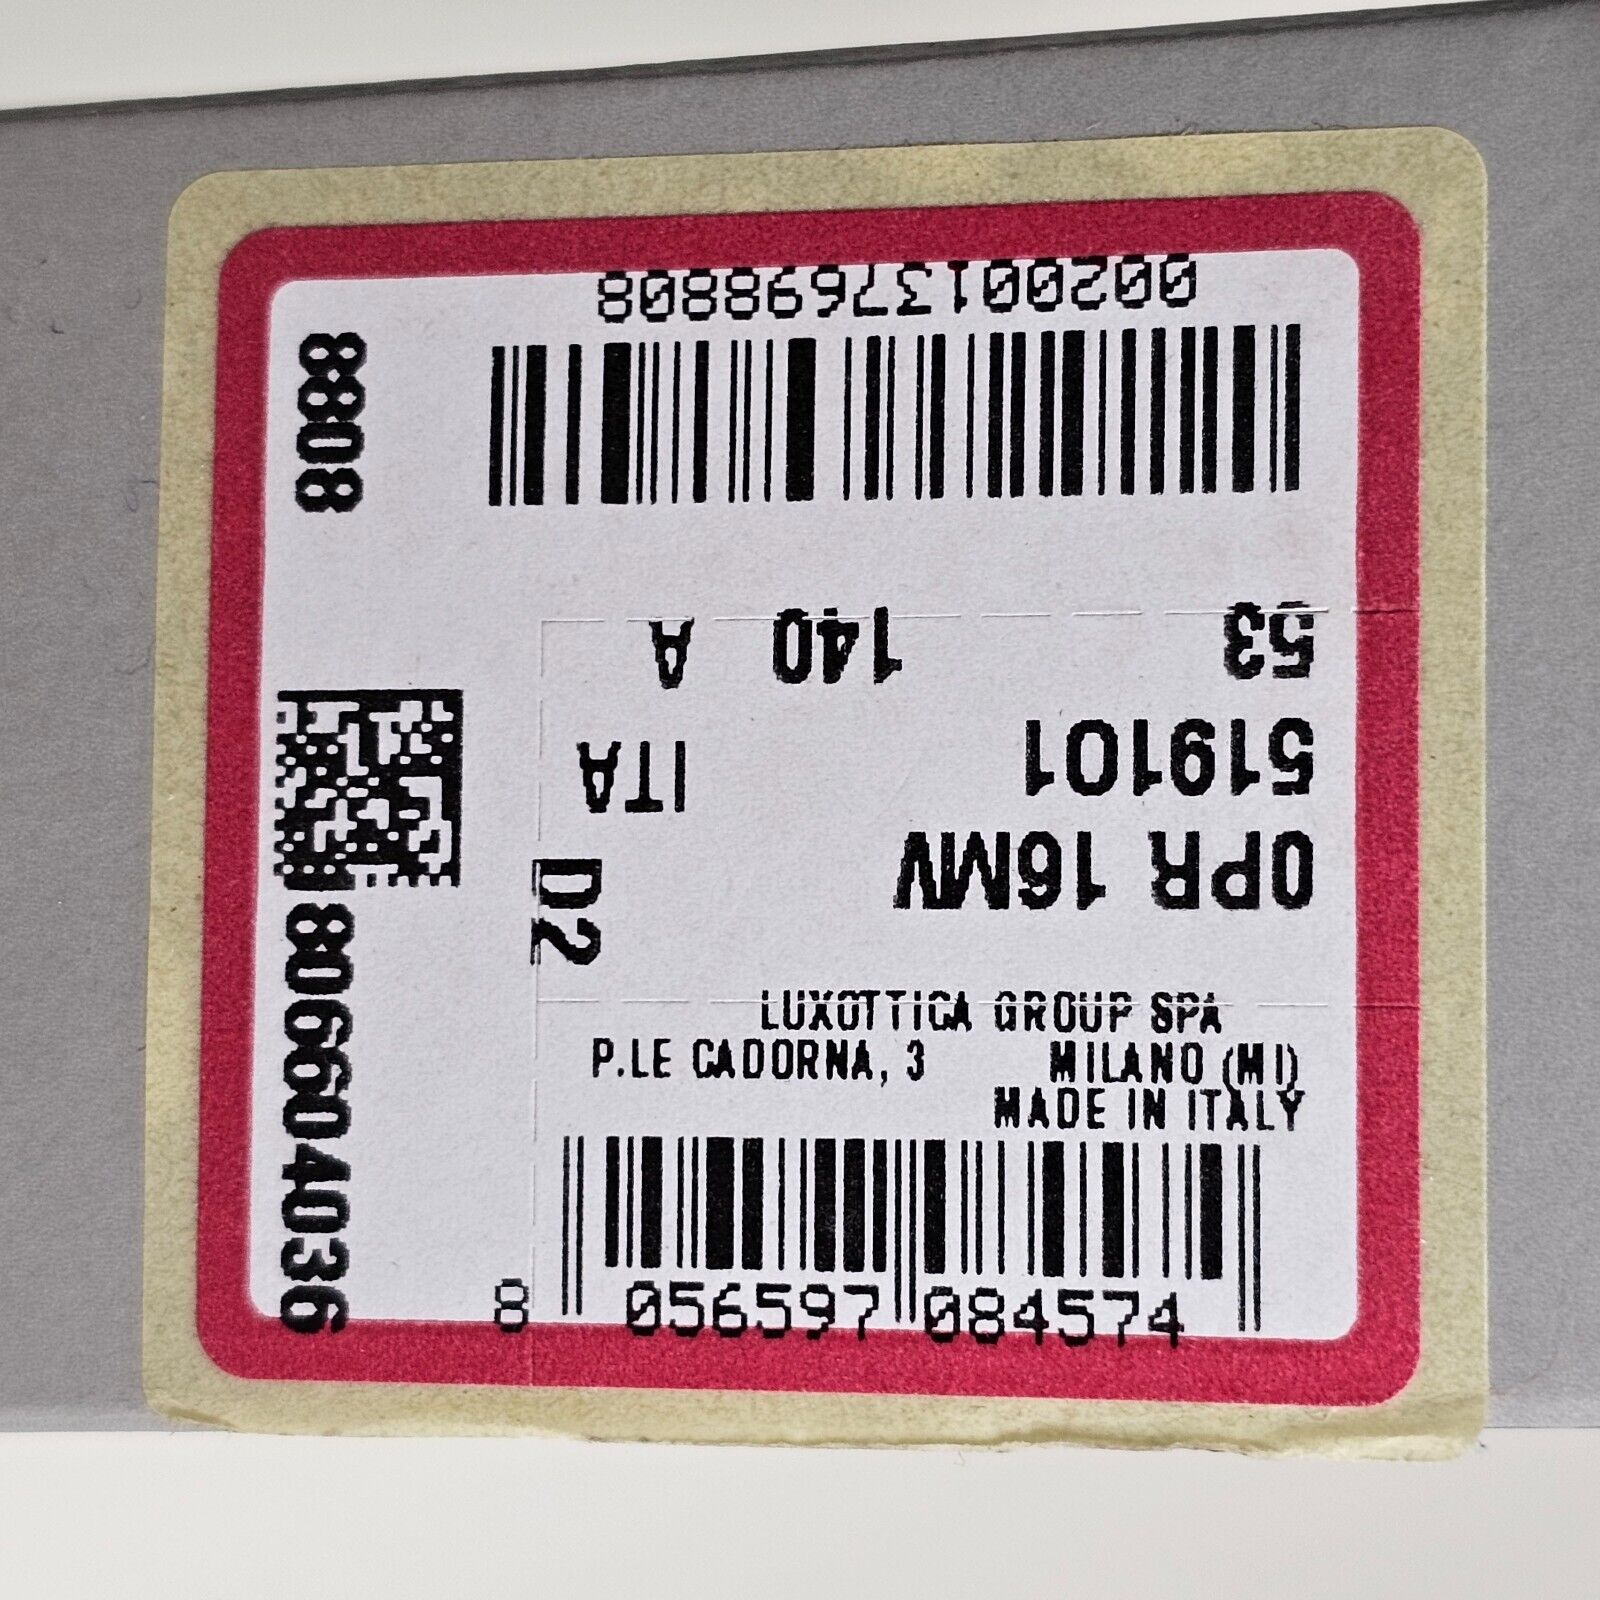 00200137698808
53 140 A
519101 ITA
0PR 16MV
D2
8808
806604036
LUXOTTICA GROUP SPA
P.LE CADORNA, 3 MILANO (MI)
MADE IN ITALY
8 056597 084574